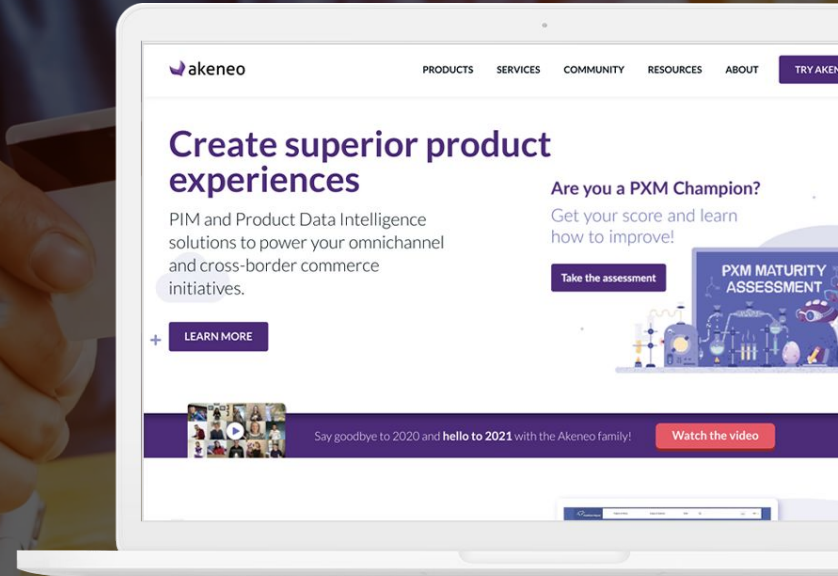 akeneo
PRODUCTS SERVICES COMMUNITY RESOURCES ABOUT TRY AKEN
Create superior product
experiences
PIM and Product Data Intelligence
solutions to power your omnichannel
and cross-border commerce
initiatives.
LEARN MORE
Are you a PXM Champion?
Get your score and learn
how to improve!
Take the assessment
PXM MATURITY
ASSESSMENT
Say goodbye to 2020 and hello to 2021 with the Akeneo family!
Watch the video